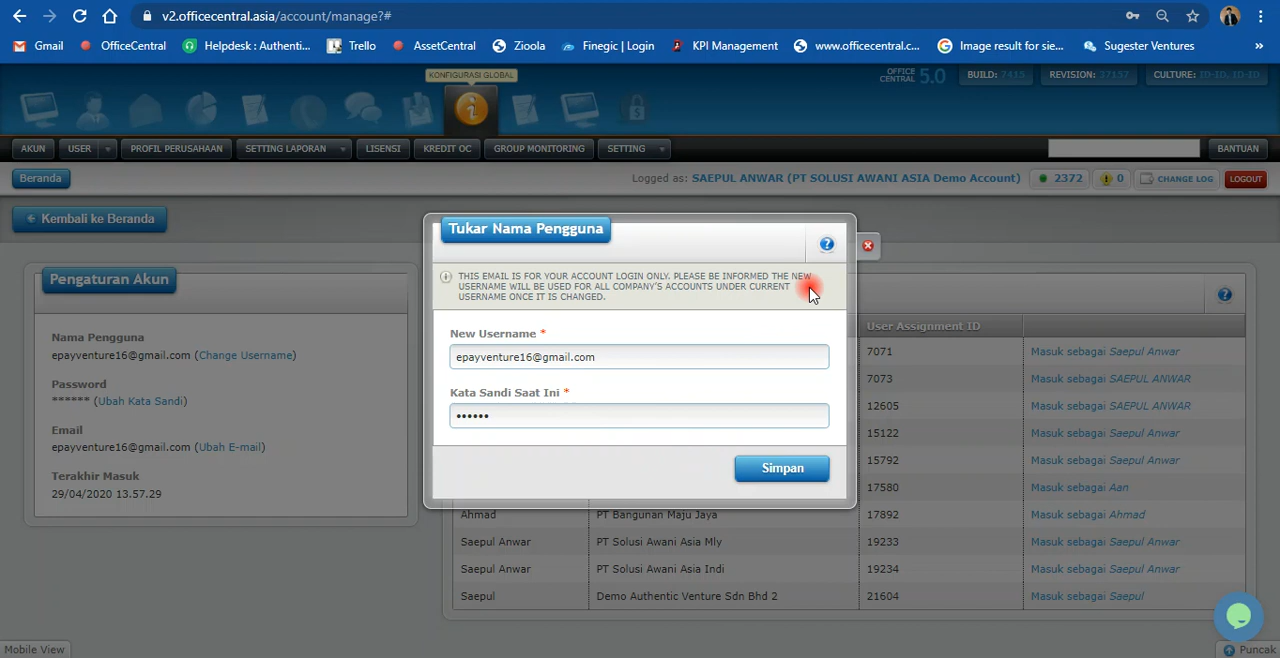 v2.officecentral.asia/account/manage?#
Gmail
OfficeCentral
Helpdesk : Authenti...
Trello
AssetCentral
Zioola
Finegic | Login
KPI Management
www.officecentral.c...
Image result for sie...
Sugester Ventures
»
KONFIGURASI GLOBAL
OFFICE CENTRAL 5.0
BUILD: 7415
REVISION: 37157
CULTURE: ID-ID, ID-ID
AKUN
USER
PROFIL PERUSAHAAN
SETTING LAPORAN
LISENSI
KREDIT OC
GROUP MONITORING
SETTING
BANTUAN
Beranda
Logged as: SAEPUL ANWAR (PT SOLUSI AWANI ASIA Demo Account)
2372
0
CHANGE LOG
LOGOUT
Kembali ke Beranda
Pengaturan Akun
Nama Pengguna
epayventure16@gmail.com (Change Username)
Password
****** (Ubah Kata Sandi)
Email
epayventure16@gmail.com (Ubah E-mail)
Terakhir Masuk
29/04/2020 13.57.29
Tukar Nama Pengguna
THIS EMAIL IS FOR YOUR ACCOUNT LOGIN ONLY. PLEASE BE INFORMED THE NEW
USERNAME WILL BE USED FOR ALL COMPANY'S ACCOUNTS UNDER CURRENT
USERNAME ONCE IT IS CHANGED.
New Username *
epayventure16@gmail.com
Kata Sandi Saat Ini *
••••••
Simpan
User Assignment ID
7071 Masuk sebagai Saepul Anwar
7073 Masuk sebagai SAEPUL ANWAR
12605 Masuk sebagai SAEPUL ANWAR
15122 Masuk sebagai Saepul Anwar
15792 Masuk sebagai Saepul Anwar
17580 Masuk sebagai Aan
Ahmad PT Bangunan Maju Jaya 17892 Masuk sebagai Ahmad
Saepul Anwar PT Solusi Awani Asia Mly 19233 Masuk sebagai Saepul Anwar
Saepul Anwar PT Solusi Awani Asia Indi 19234 Masuk sebagai Saepul Anwar
Saepul Demo Authentic Venture Sdn Bhd 2 21604 Masuk sebagai Saepul
Mobile View
Puncak